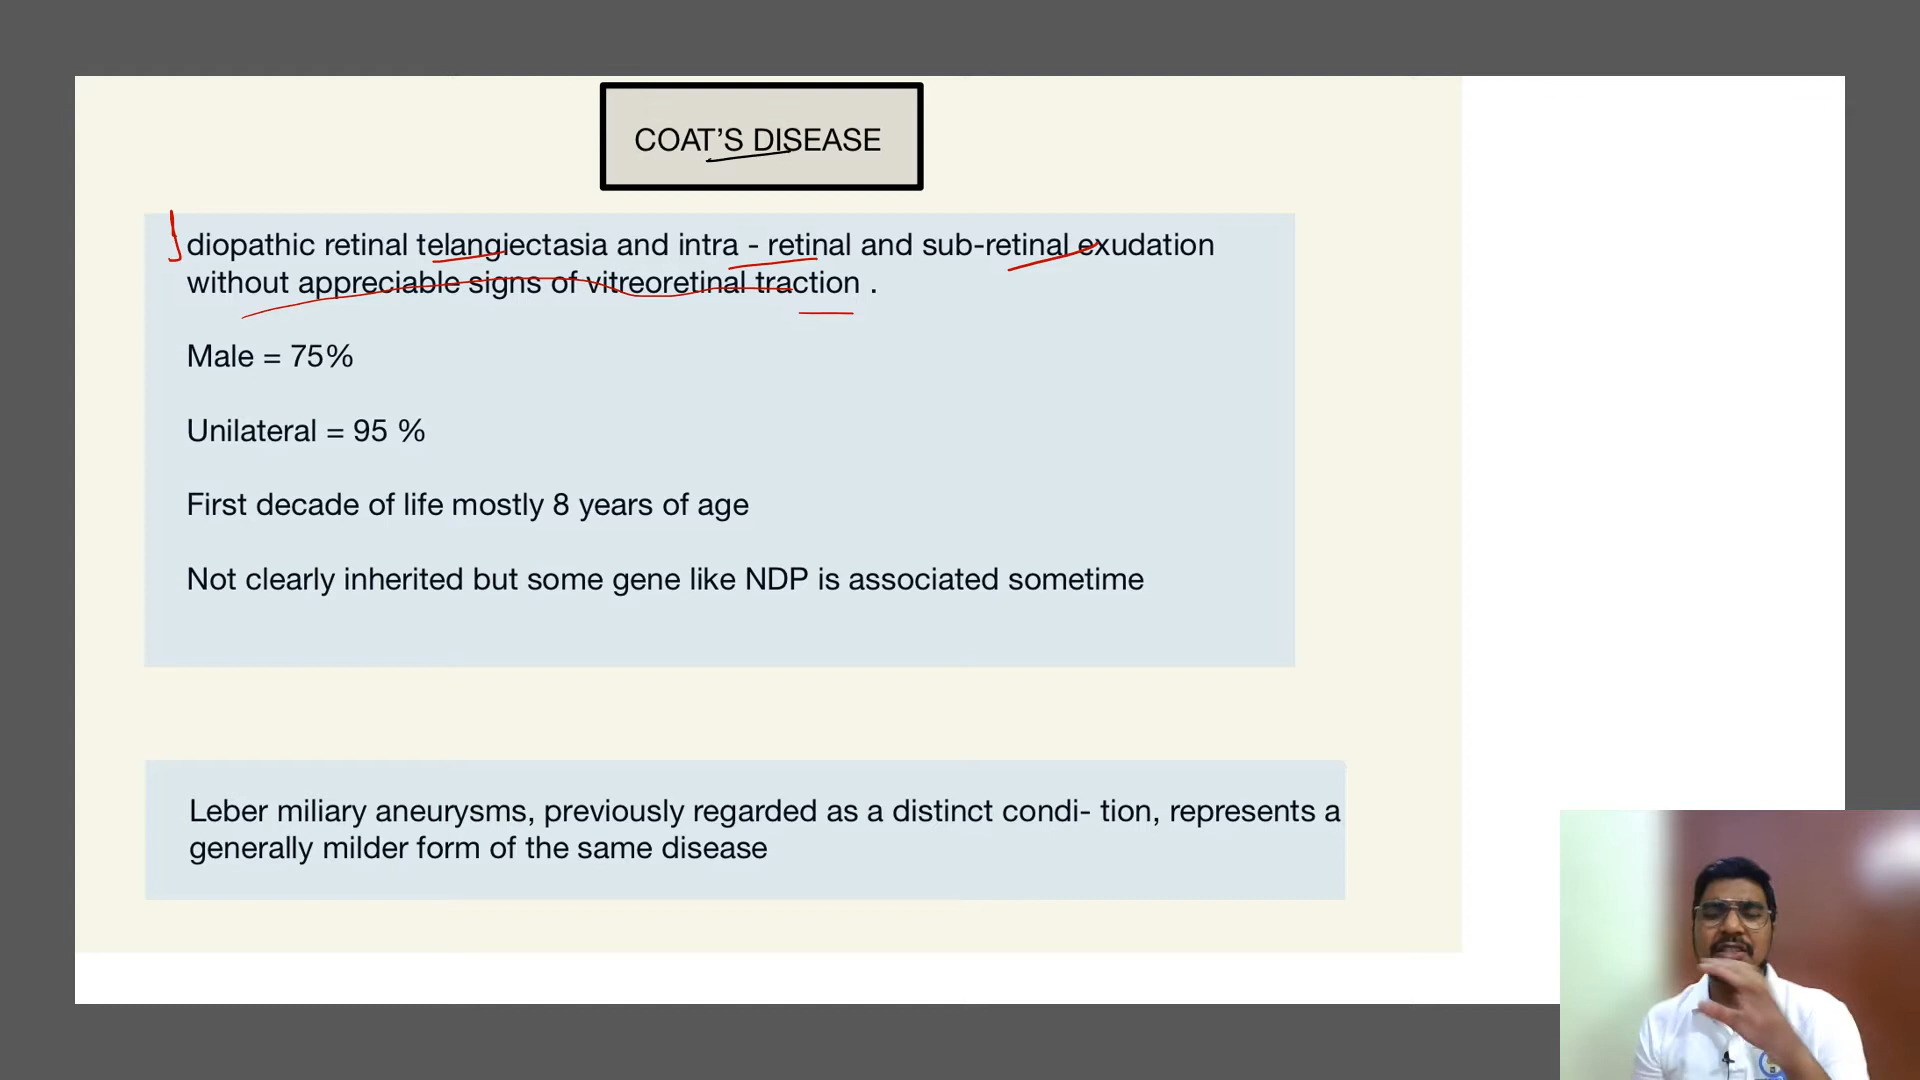 COAT’S DISEASE
Idiopathic retinal telangiectasia and intra - retinal and sub-retinal exudation
without appreciable signs of vitreoretinal traction .
Male = 75%
Unilateral = 95 %
First decade of life mostly 8 years of age
Not clearly inherited but some gene like NDP is associated sometime
Leber miliary aneurysms, previously regarded as a distinct condi- tion, represents a
generally milder form of the same disease